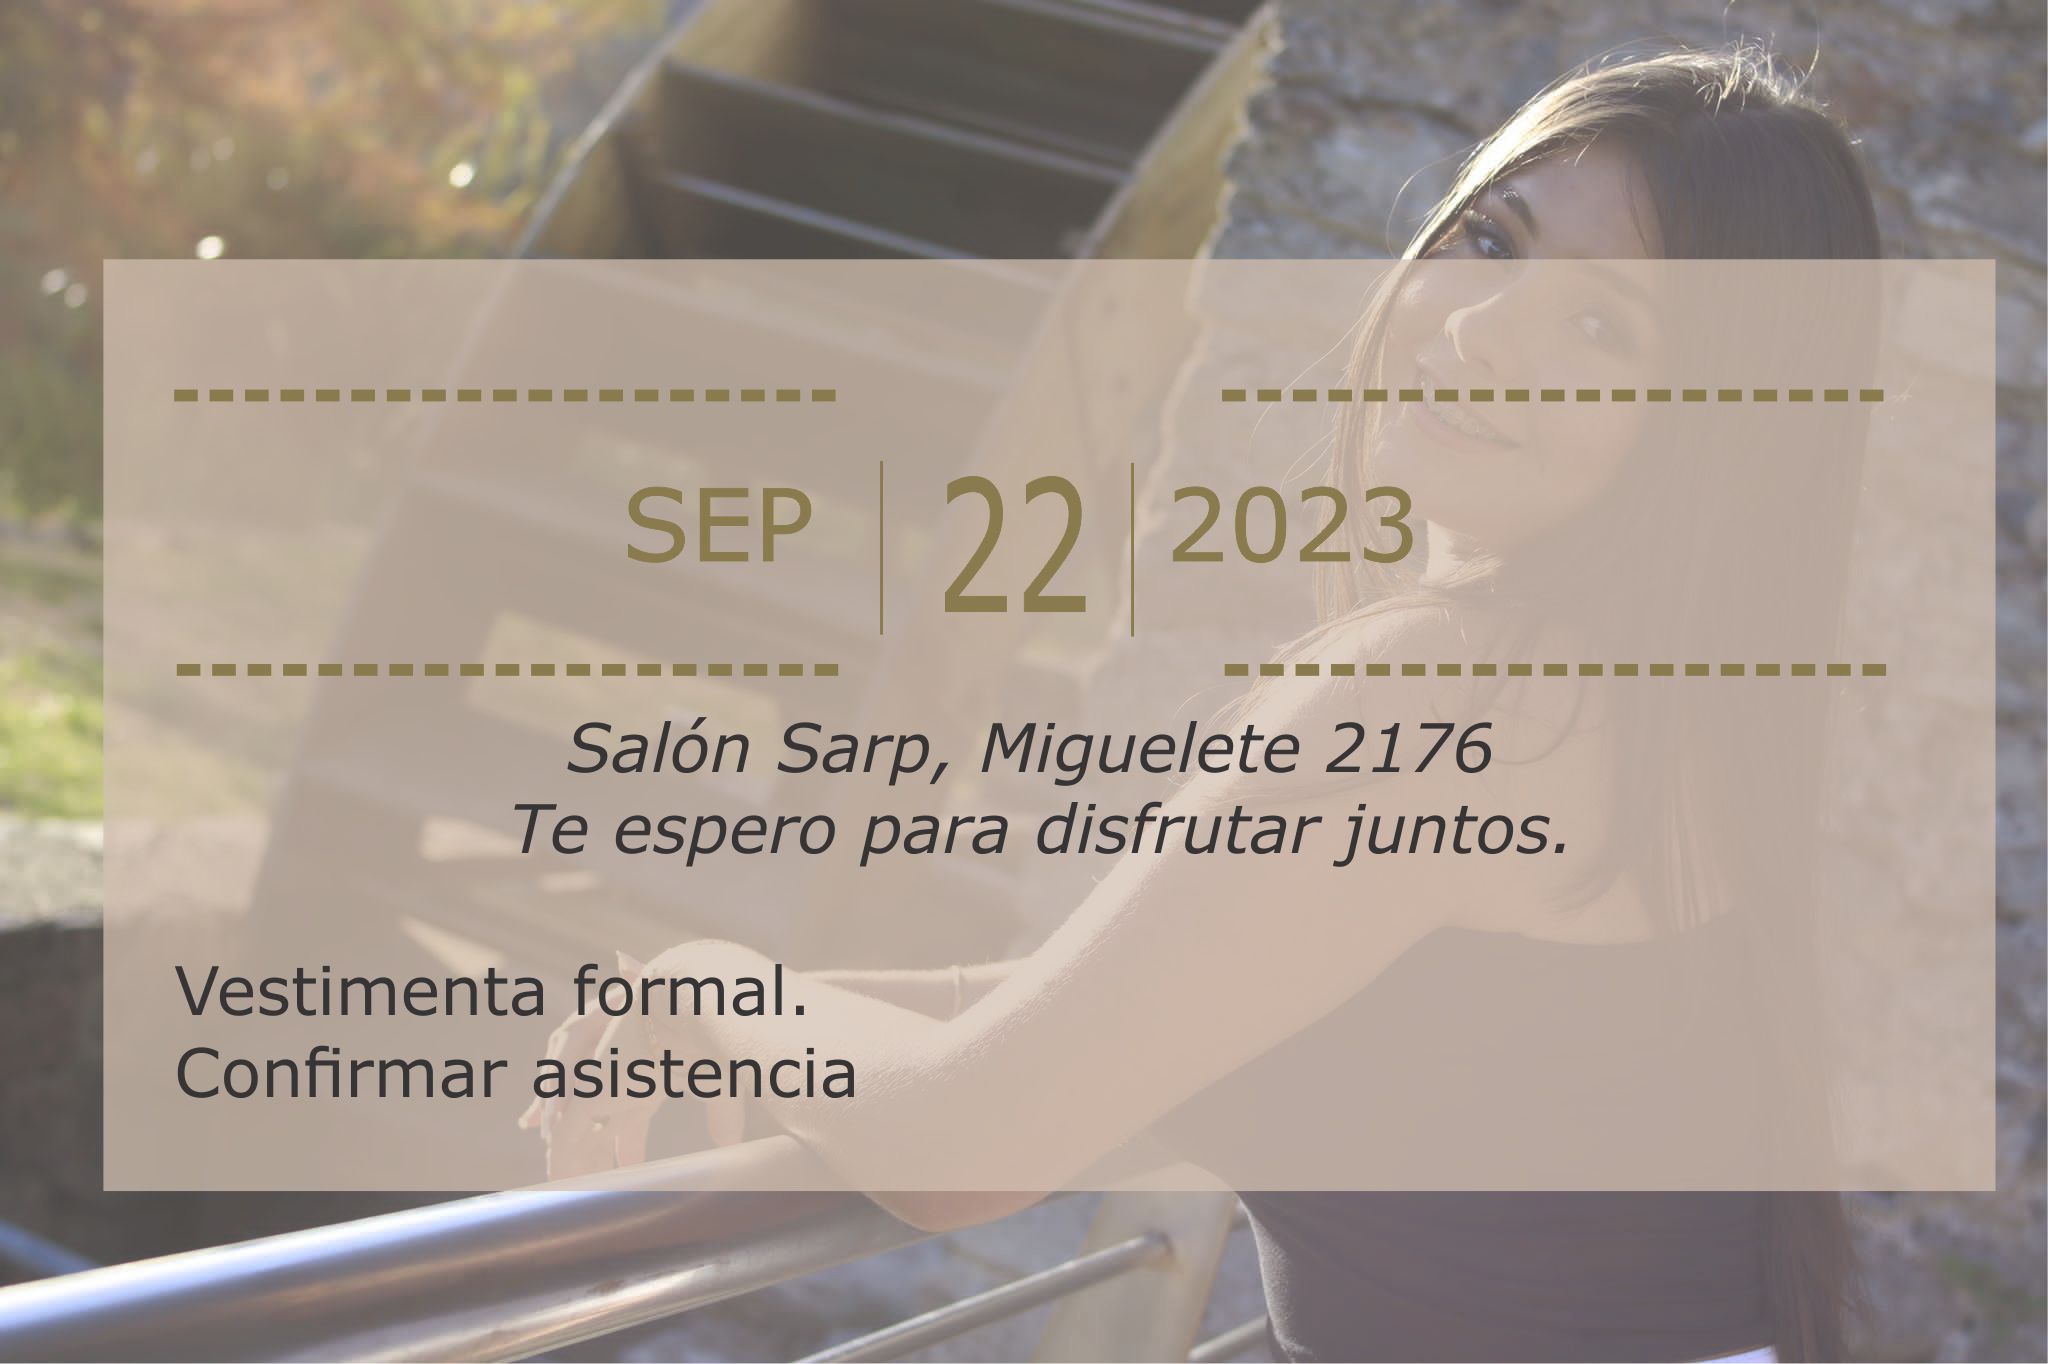 SEP 22 2023
Salón Sarp, Miguelete 2176
Te espero para disfrutar juntos.
Vestimenta formal.
Confirmar asistencia